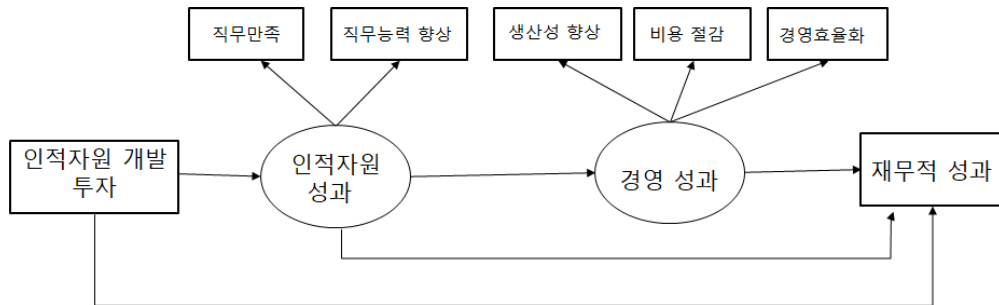 직무만족
직무능력 향상
생산성 향상
비용 절감
경영효율화
인적자원 개발
투자
인적자원
성과
경영 성과
재무적 성과